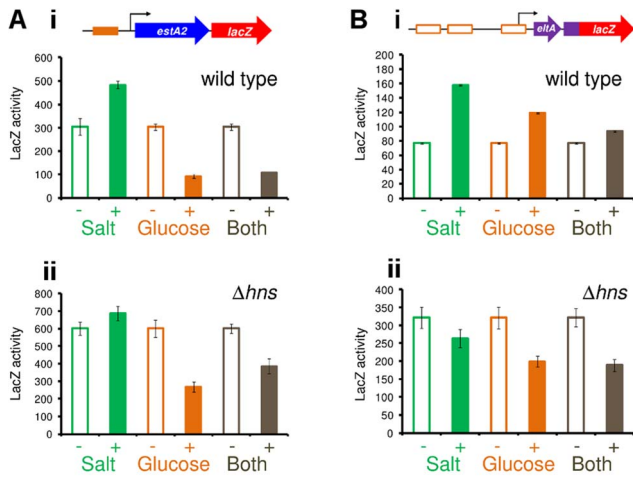 A i B i
estA2 lacZ eltA lacZ
wild type wild type
LacZ activity
600
500
400
300
200
100
0
- + - + - +
Salt Glucose Both
LacZ activity
200
180
160
140
120
100
80
60
40
20
0
- + - + - +
Salt Glucose Both
ii
Δhns
LacZ activity
800
700
600
500
400
300
200
100
0
- + - + - +
Salt Glucose Both
ii
Δhns
LacZ activity
400
350
300
250
200
150
100
50
0
- + - + - +
Salt Glucose Both